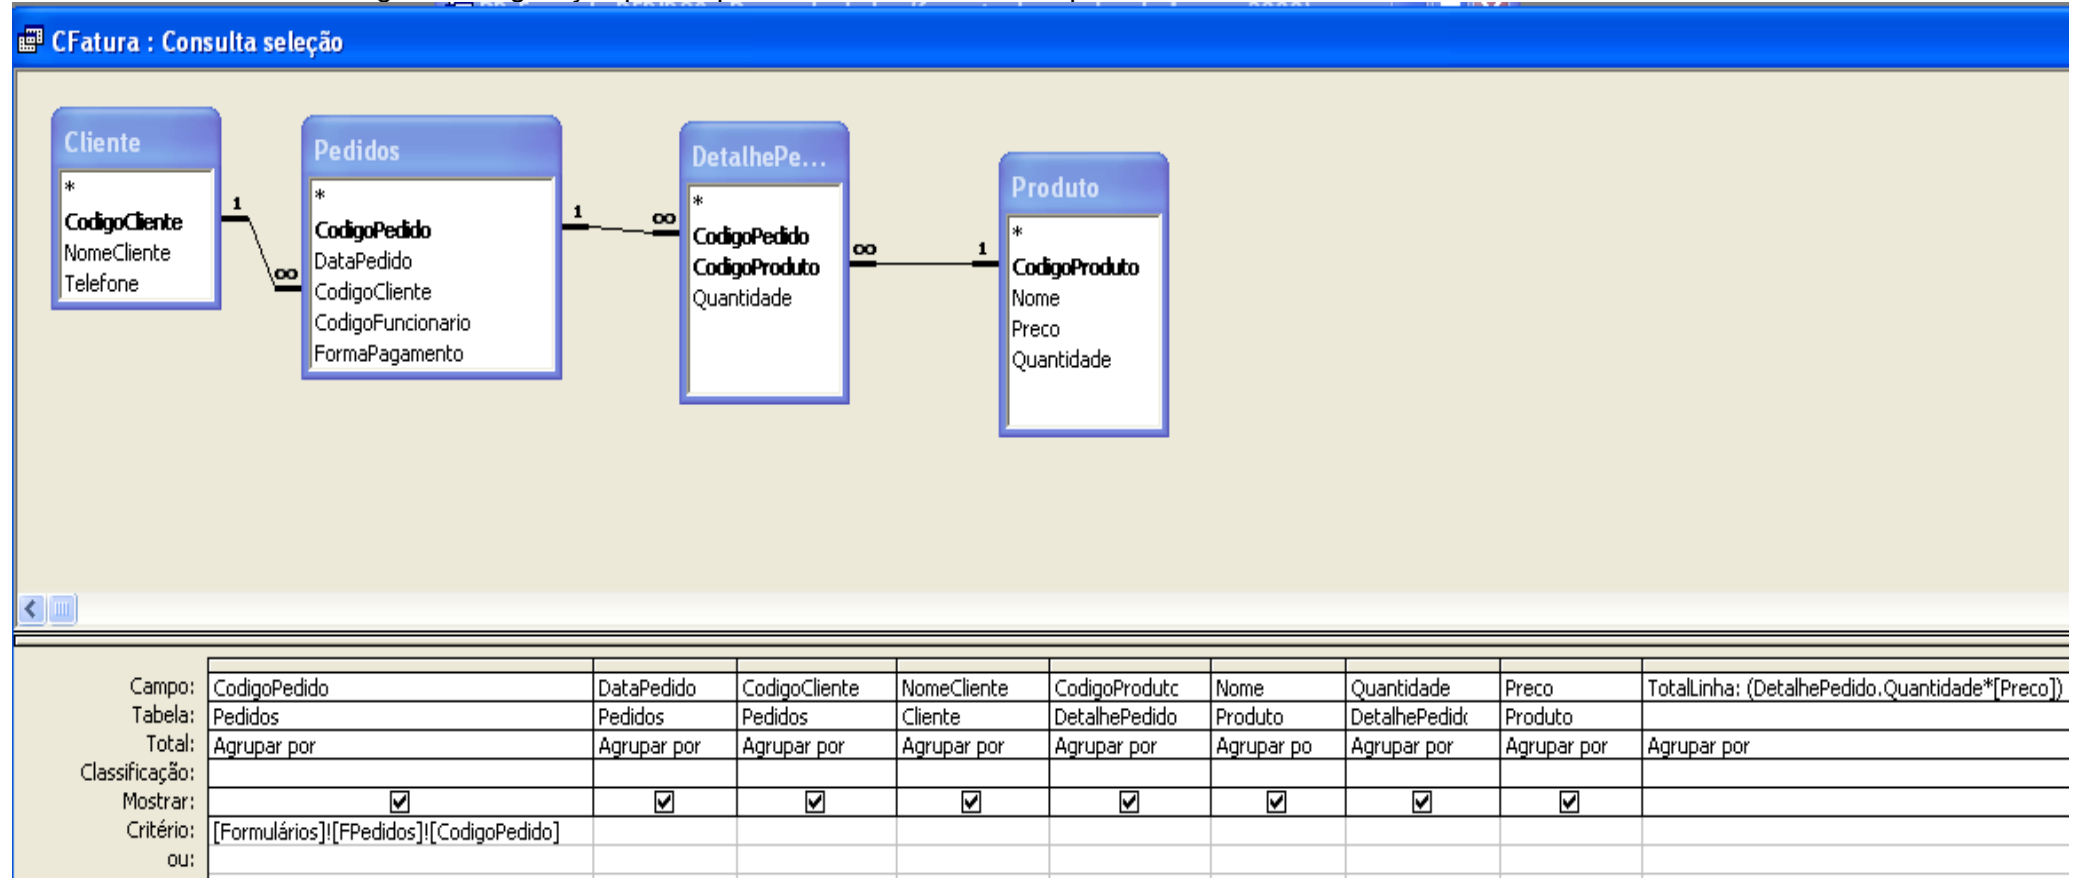 CFatura : Consulta seleção
Cliente
*
CodigoCliente
NomeCliente
Telefone
1
∞
Pedidos
*
CodigoPedido
DataPedido
CodigoCliente
CodigoFuncionario
FormaPagamento
1
∞
DetalhePe...
*
CodigoPedido
CodigoProduto
Quantidade
∞
1
Produto
*
CodigoProduto
Nome
Preco
Quantidade
Campo: CodigoPedido DataPedido CodigoCliente NomeCliente CodigoProdutc Nome Quantidade Preco TotalLinha: (DetalhePedido.Quantidade*[Preco])
Tabela: Pedidos Pedidos Pedidos Cliente DetalhePedido Produto DetalhePedid Produto
Total: Agrupar por Agrupar por Agrupar por Agrupar por Agrupar por Agrupar po Agrupar por Agrupar por Agrupar por
Classificação:
Mostrar:
Critério: [Formulários]![FPedidos]![CodigoPedido]
ou: